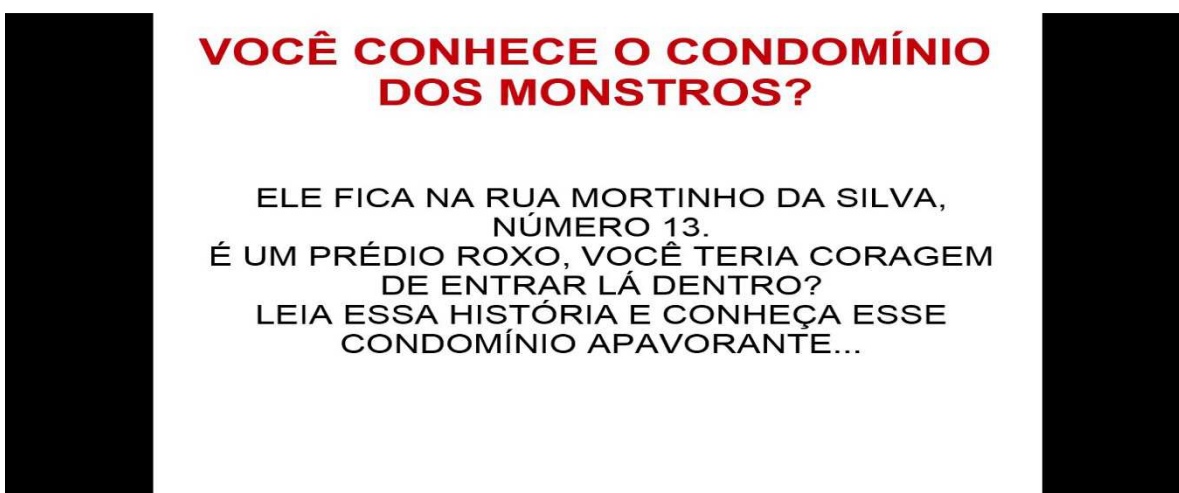 VOCÊ CONHECE O CONDOMÍNIO
DOS MONSTROS?
ELE FICA NA RUA MORTINHO DA SILVA,
NÚMERO 13.
É UM PRÉDIO ROXO, VOCÊ TERIA CORAGEM
DE ENTRAR LÁ DENTRO?
LEIA ESSA HISTÓRIA E CONHEÇA ESSE
CONDOMÍNIO APAVORANTE...